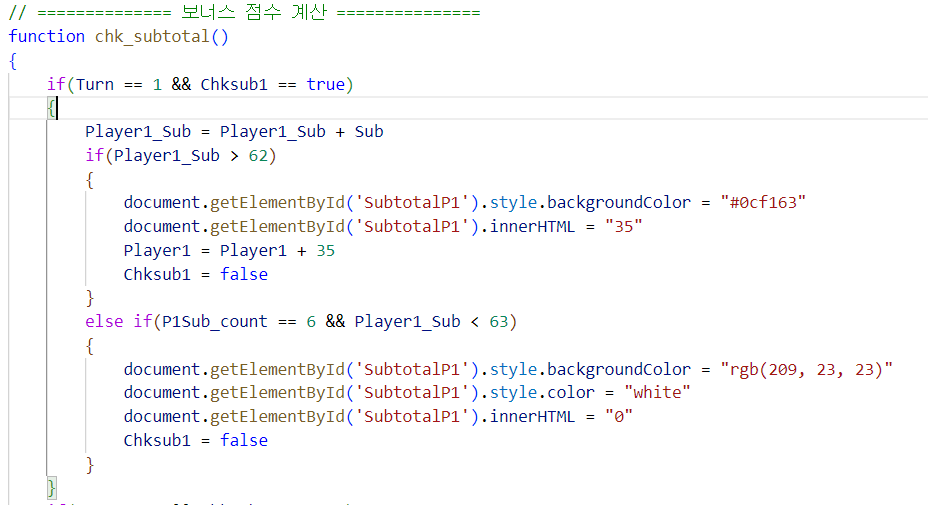 // ============== 보너스 점수 계산 ===============
function chk_subtotal()
{
if(Turn == 1 && Chksub1 == true)
{
Player1_Sub = Player1_Sub + Sub
if(Player1_Sub > 62)
{
document.getElementById('SubtotalP1').style.backgroundColor = "#0cf163"
document.getElementById('SubtotalP1').innerHTML = "35"
Player1 = Player1 + 35
Chksub1 = false
}
else if(P1Sub_count == 6 && Player1_Sub < 63)
{
document.getElementById('SubtotalP1').style.backgroundColor = "rgb(209, 23, 23)"
document.getElementById('SubtotalP1').style.color = "white"
document.getElementById('SubtotalP1').innerHTML = "0"
Chksub1 = false
}
}